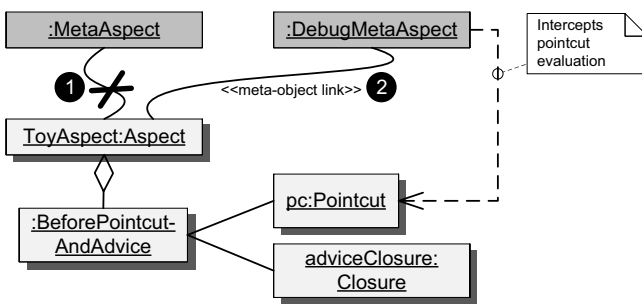 :MetaAspect
:DebugMetaAspect
Intercepts
pointcut
evaluation
1
<<meta-object link>>
2
ToyAspect:Aspect
:BeforePointcut-
AndAdvice
pc:Pointcut
adviceClosure:
Closure